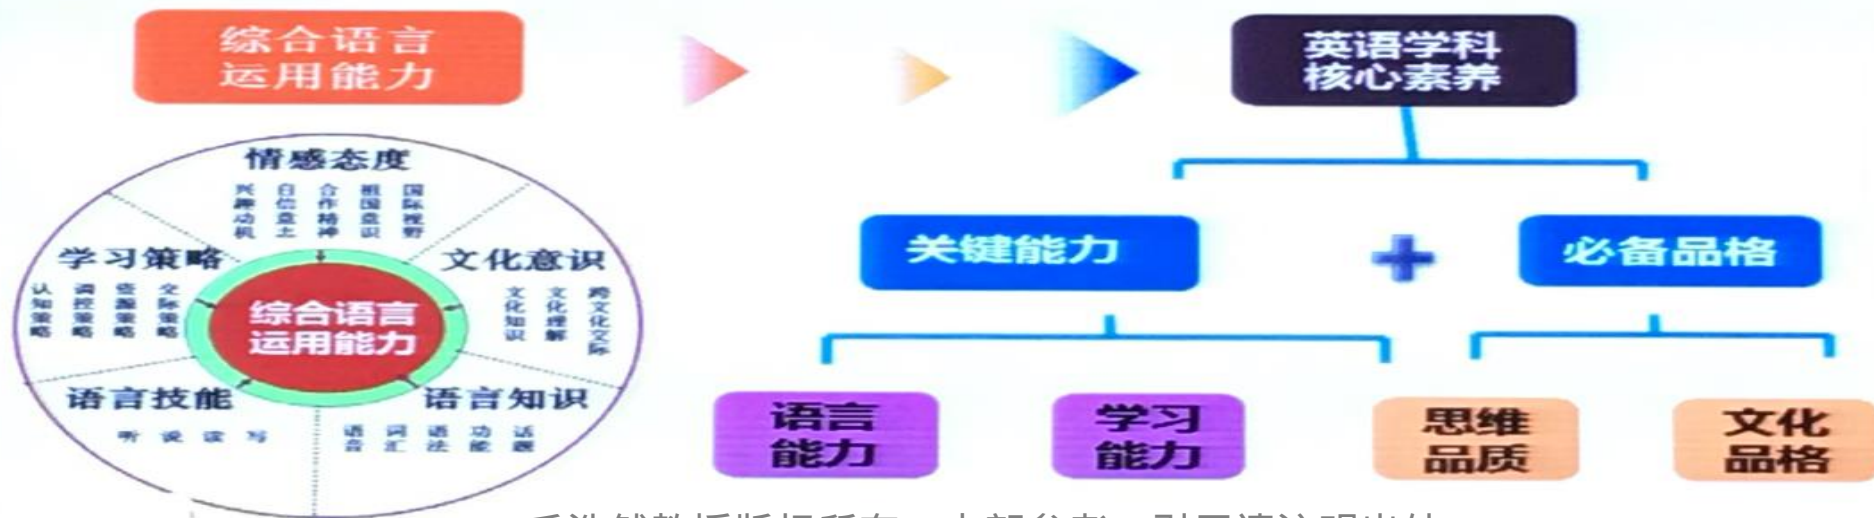 综合语言
运用能力
英语学科
核心素养
情感态度
兴趣动机
自信意志
合作精神
祖国意识
国际视野
学习策略
认知策略
调控策略
资源策略
交际策略
文化意识
文化知识
文化理解
跨文化交际
综合语言
运用能力
语言技能
听 说 读 写
语言知识
语音
词汇
语法
功能
话题
关键能力
+
必备品格
语言
能力
学习
能力
思维
品质
文化
品格